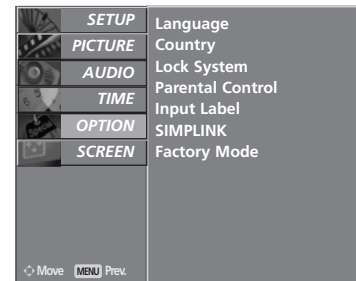 SETUP
PICTURE
AUDIO
TIME
OPTION
SCREEN
Move MENU Prev.
Language
Country
Lock System
Parental Control
Input Label
SIMPLINK
Factory Mode